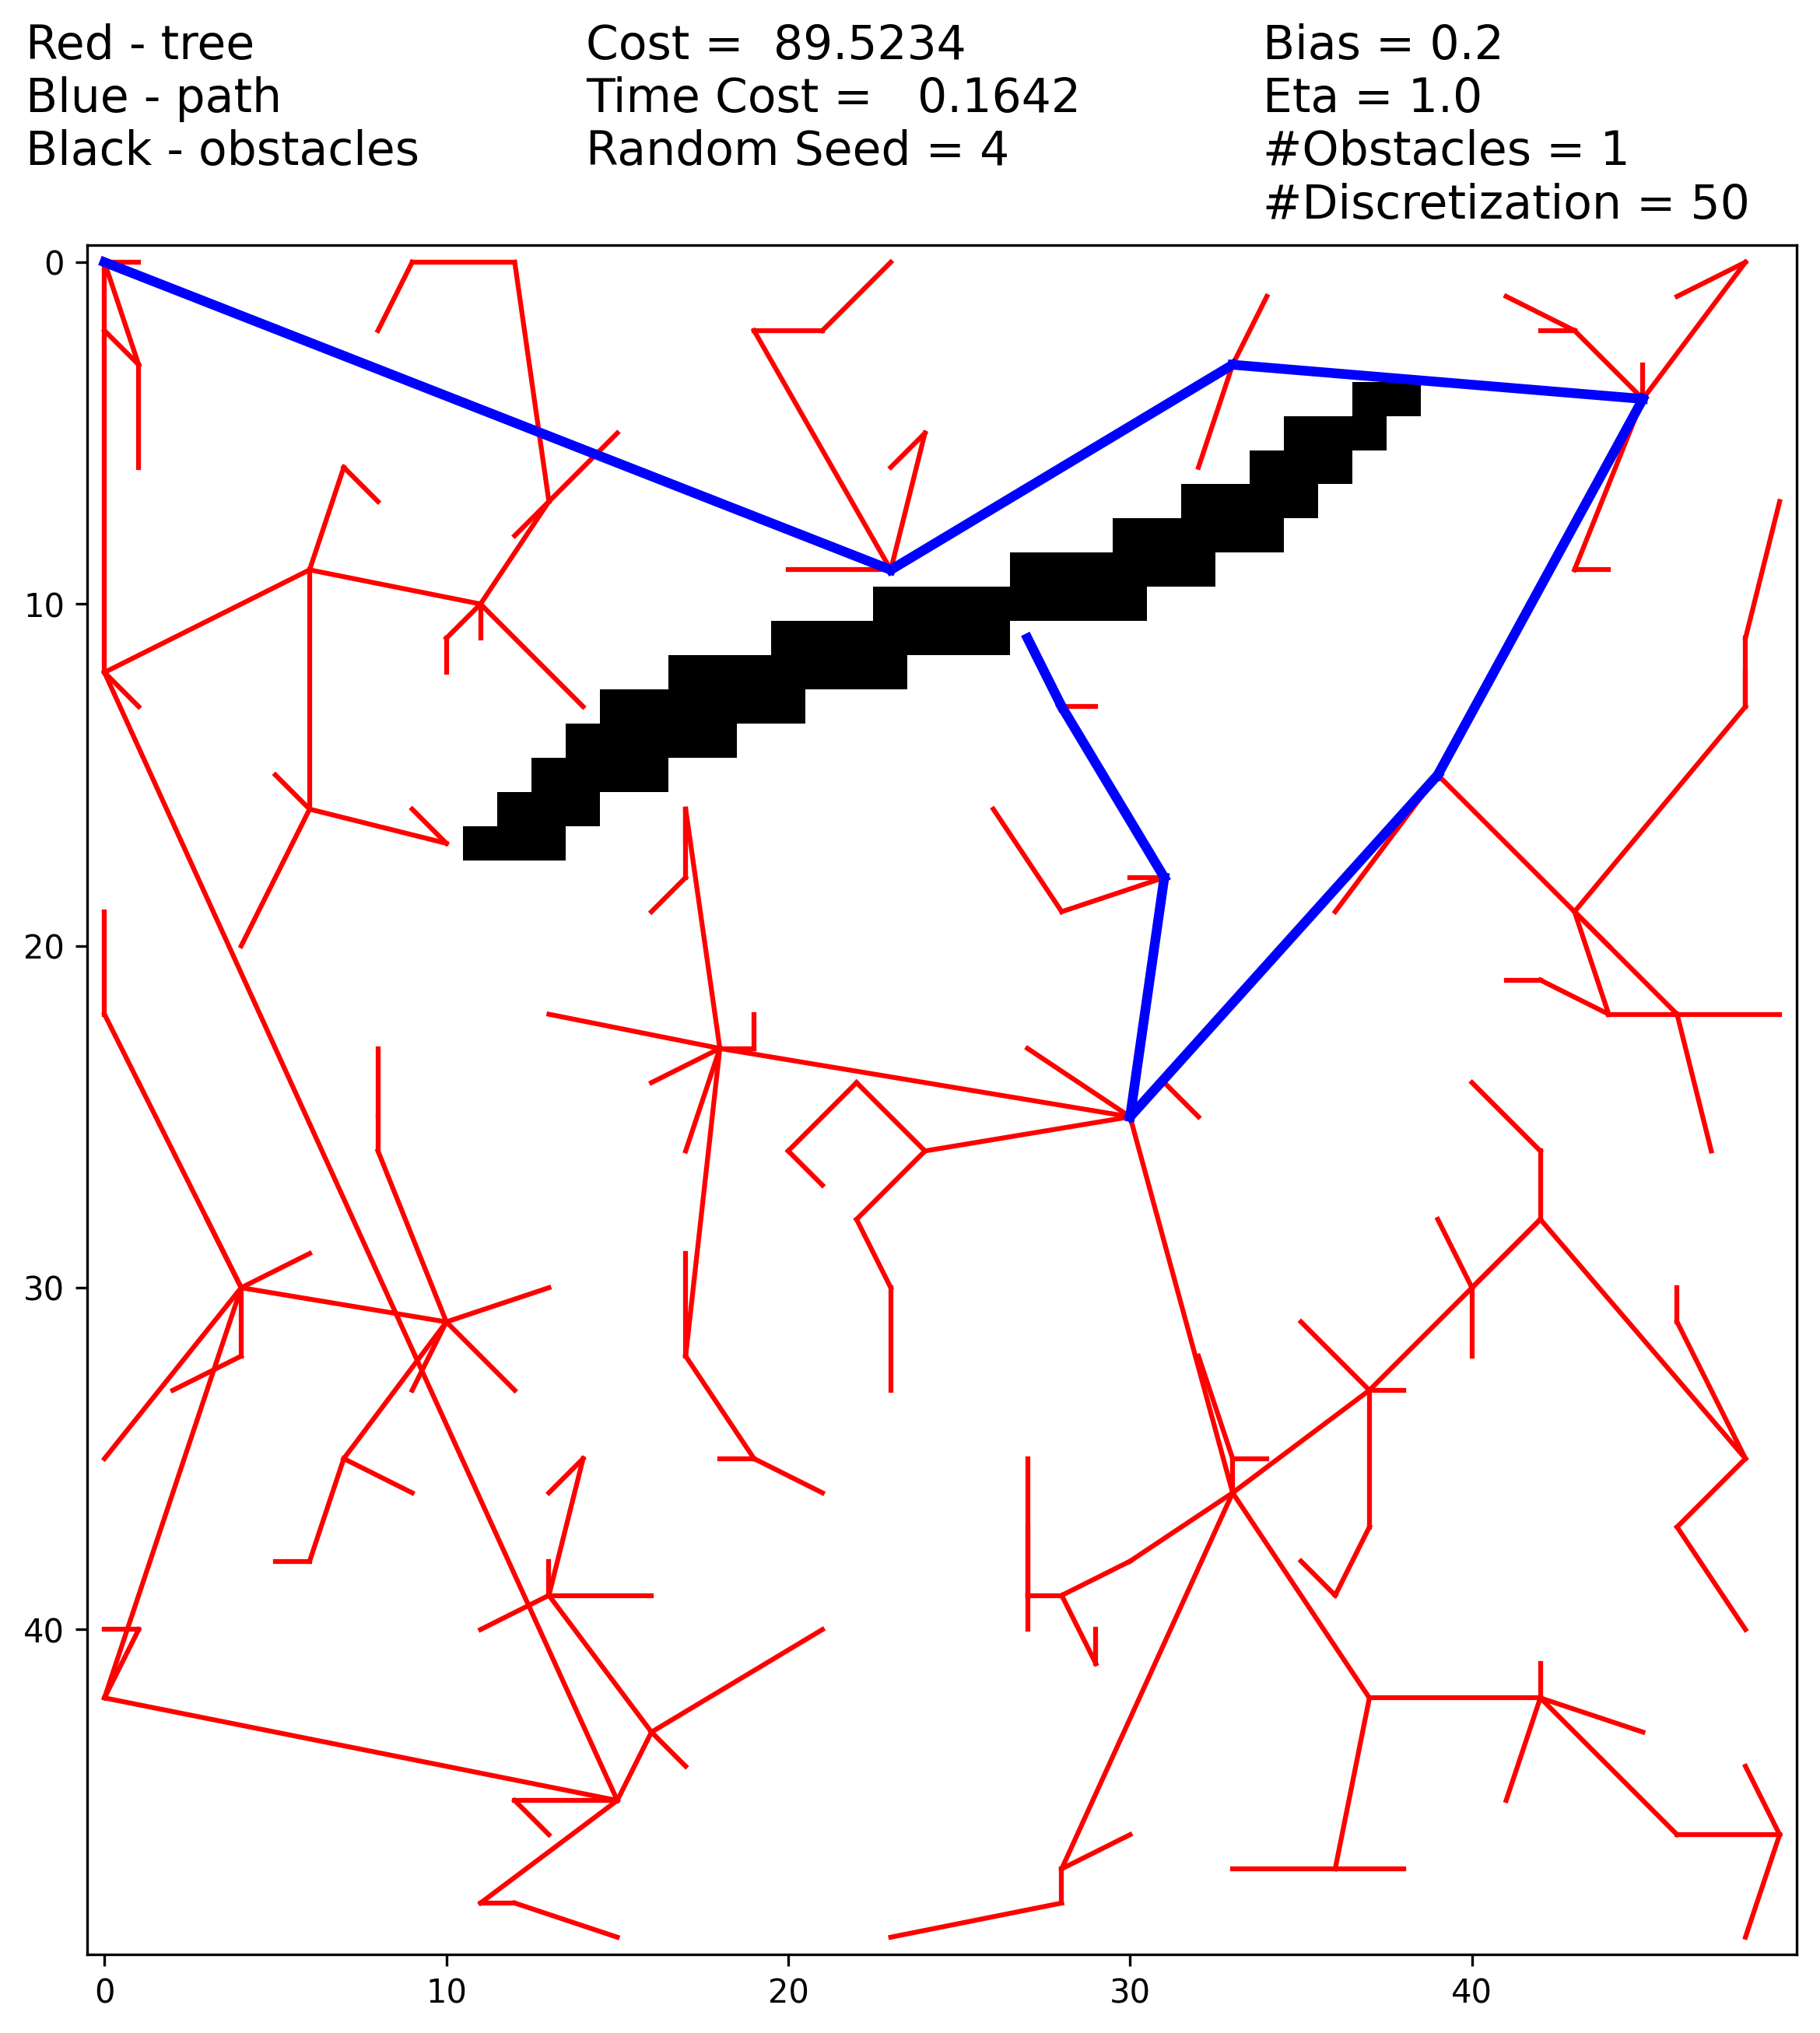 Red - tree
Blue - path
Black - obstacles
Cost =  89.5234
Time Cost =   0.1642
Random Seed = 4
Bias = 0.2
Eta = 1.0
#Obstacles = 1
#Discretization = 50
0
10
20
30
40
0 10 20 30 40